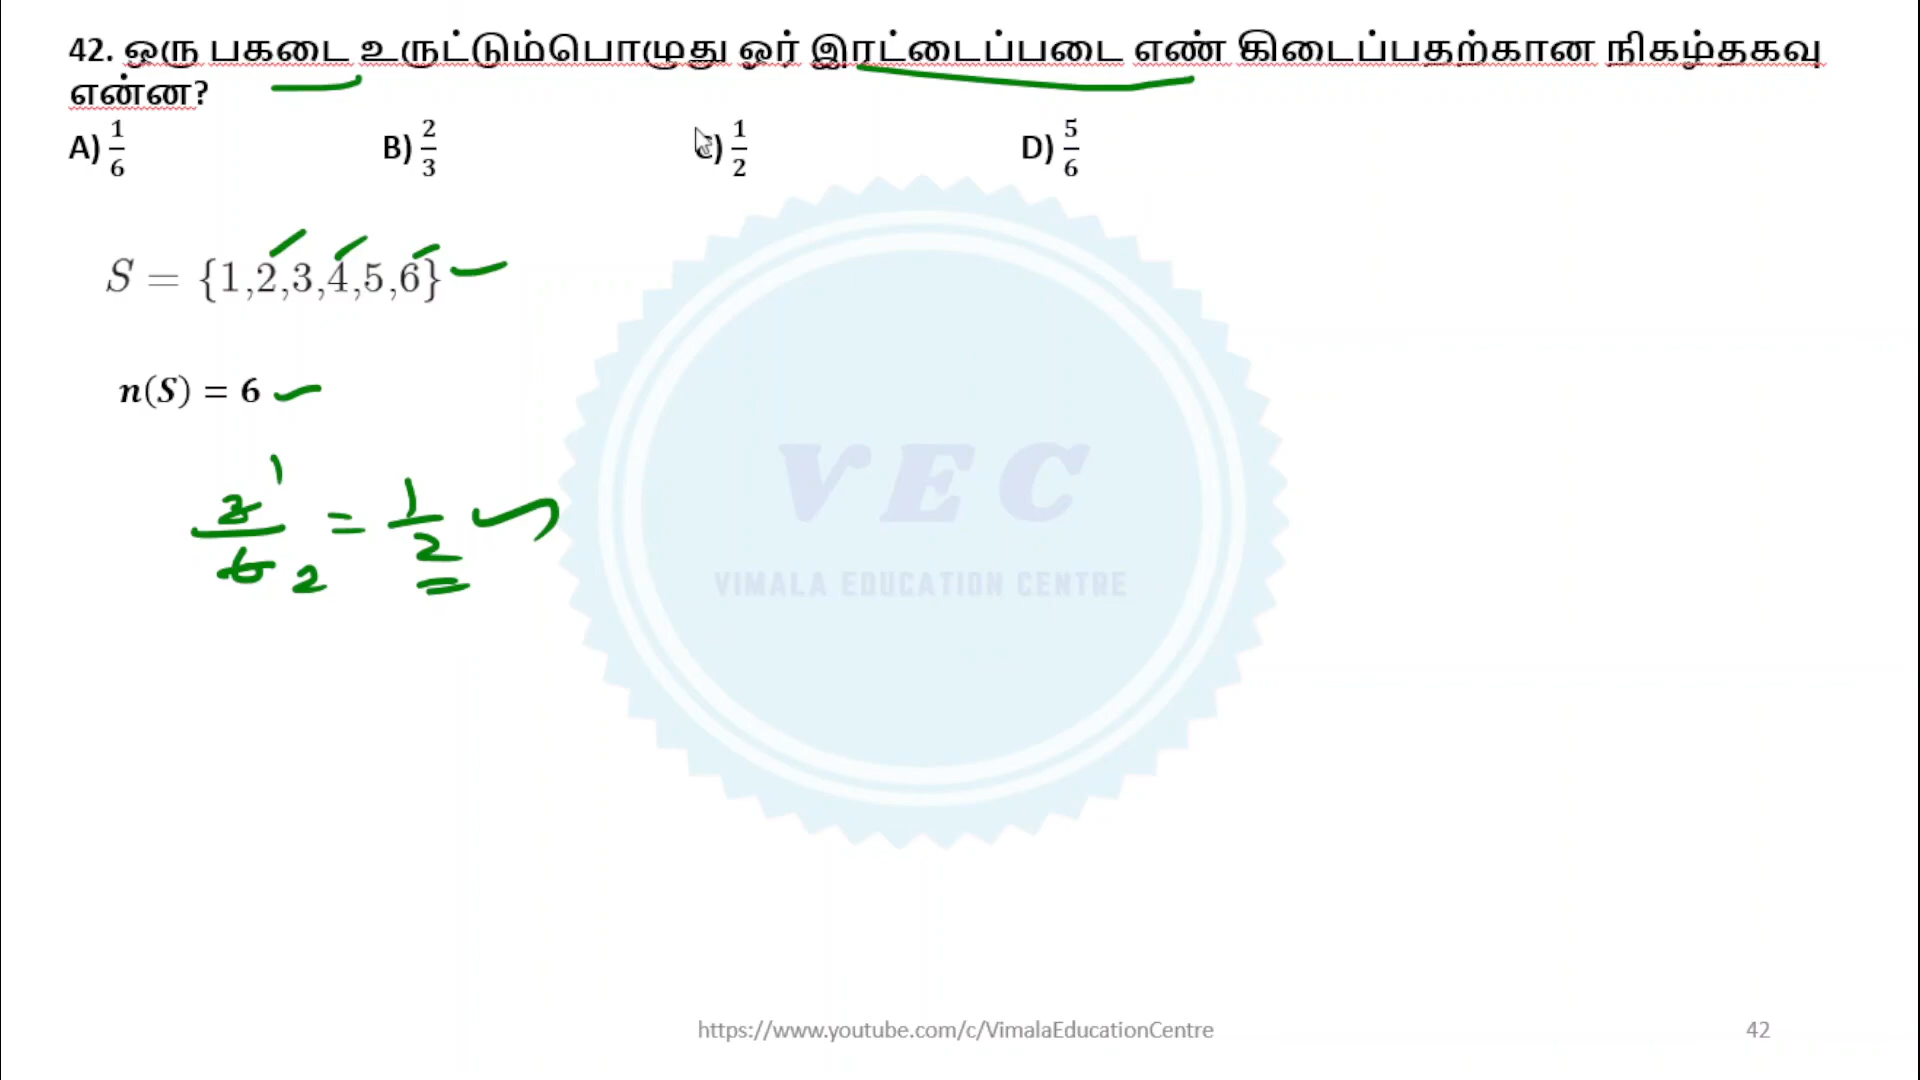 42. ஒரு பகடை உருட்டும்பொழுது ஓர் இரட்டைப்படை எண் கிடைப்பதற்கான நிகழ்தகவு
என்ன?
A) 1/6 B) 2/3 C) 1/2 D) 5/6
S = {1,2,3,4,5,6}
n(S) = 6
3/6 = 1/2
1
2
VEC
VIMALA EDUCATION CENTRE
https://www.youtube.com/c/VimalaEducationCentre 42